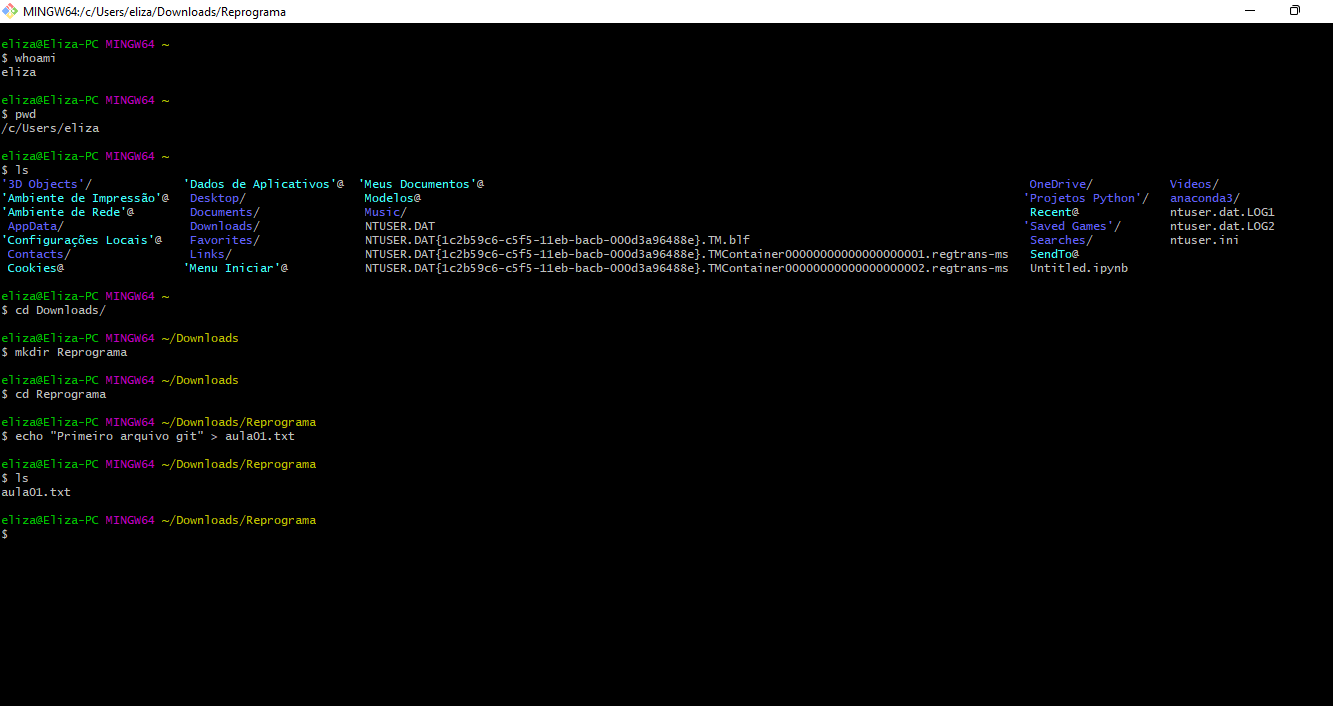 MINGW64:/c/Users/eliza/Downloads/Reprograma
eliza@Eliza-PC MINGW64 ~
$ whoami
eliza
eliza@Eliza-PC MINGW64 ~
$ pwd
/c/Users/eliza
eliza@Eliza-PC MINGW64 ~
$ ls
'3D Objects'/ 'Dados de Aplicativos'@ 'Meus Documentos'@ OneDrive/ Videos/
'Ambiente de Impressão'@ Desktop/ Modelos@ 'Projetos Python'/ anaconda3/
'Ambiente de Rede'@ Documents/ Music/ Recent@ ntuser.dat.LOG1
AppData/ Downloads/ NTUSER.DAT 'Saved Games'/ ntuser.dat.LOG2
'Configurações Locais'@ Favorites/ NTUSER.DAT{1c2b59c6-c5f5-11eb-bacb-000d3a96488e}.TM.blf Searches/ ntuser.ini
Contacts/ Links/ NTUSER.DAT{1c2b59c6-c5f5-11eb-bacb-000d3a96488e}.TMContainer00000000000000000001.regtrans-ms SendTo@
Cookies@ 'Menu Iniciar'@ NTUSER.DAT{1c2b59c6-c5f5-11eb-bacb-000d3a96488e}.TMContainer00000000000000000002.regtrans-ms Untitled.ipynb
eliza@Eliza-PC MINGW64 ~
$ cd Downloads/
eliza@Eliza-PC MINGW64 ~/Downloads
$ mkdir Reprograma
eliza@Eliza-PC MINGW64 ~/Downloads
$ cd Reprograma
eliza@Eliza-PC MINGW64 ~/Downloads/Reprograma
$ echo "Primeiro arquivo git" > aula01.txt
eliza@Eliza-PC MINGW64 ~/Downloads/Reprograma
$ ls
aula01.txt
eliza@Eliza-PC MINGW64 ~/Downloads/Reprograma
$